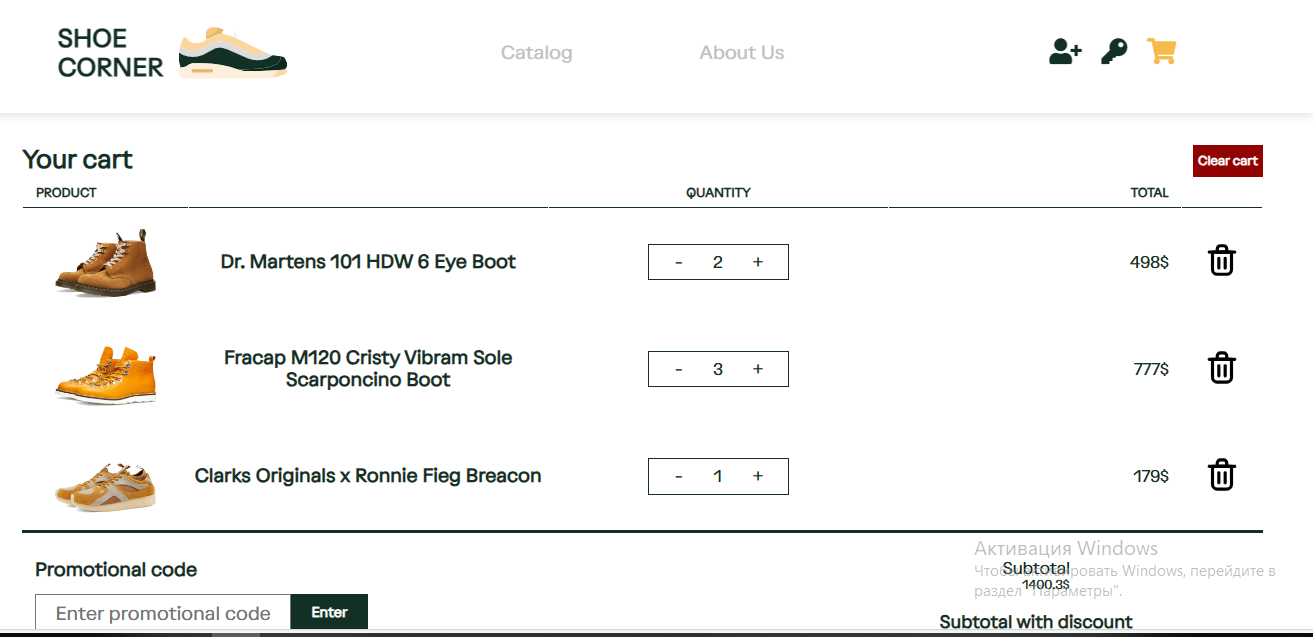 SHOE
CORNER
Catalog
About Us
Your cart
Clear cart
PRODUCT
QUANTITY
TOTAL
Dr. Martens 101 HDW 6 Eye Boot
- 2 +
498$
Fracap M120 Cristy Vibram Sole
Scarponcino Boot
- 3 +
777$
Clarks Originals x Ronnie Fieg Breacon
- 1 +
179$
Активация Windows
Чтобы активировать Windows, перейдите в
раздел "Параметры".
Promotional code
Subtotal
1400.3$
Enter promotional code
Enter
Subtotal with discount